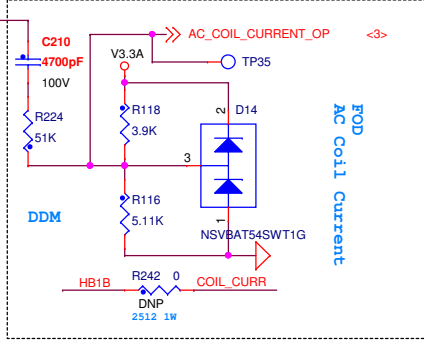 C210
4700pF
100V
AC_COIL_CURRENT_OP <3>
V3.3A
TP35
R224
51K
R118
3.9K
2
D14
3
R116
5.11K
1
NSVBAT54SWT1G
DDM
FOD
AC Coil Current
HB1B
R242 0
COIL_CURR
DNP
2512 1W